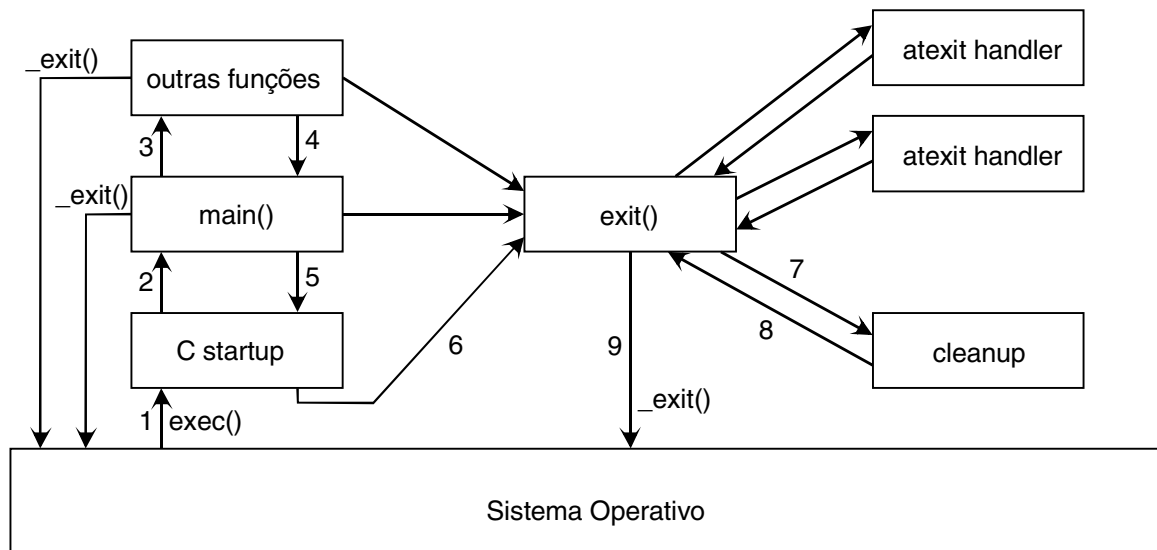 _exit()
outras funções
atexit handler
3
4
atexit handler
_exit()
main()
exit()
2
5
7
C startup
6
9
8
cleanup
1
exec()
_exit()
Sistema Operativo